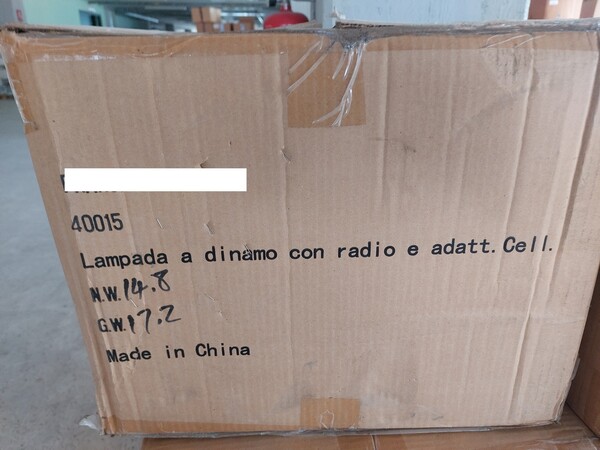 40015
Lampada a dinamo con radio e adatt. Cell.
N.W. 14.8
G.W. 17.2
Made in China